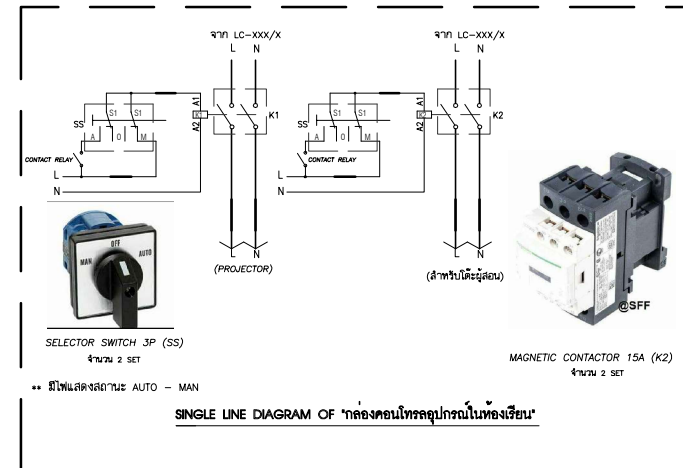 จาก LC-XXX/X
L N
จาก LC-XXX/X
L N
A1
S1 S1
K1
K1
SS
A2
A O M
CONTACT RELAY
L
N
A1
S1 S1
K2
K2
SS
A2
A O M
CONTACT RELAY
L
N
L N
(PROJECTOR)
L N
(สำหรับโต๊ะผู้สอน)
OFF
MAN
AUTO
@SFF
SELECTOR SWITCH 3P (SS)
จำนวน 2 SET
MAGNETIC CONTACTOR 15A (K2)
จำนวน 2 SET
** มีไฟแสดงสถานะ AUTO - MAN
SINGLE LINE DIAGRAM OF "กล่องคอนโทรลอุปกรณ์ในห้องเรียน"